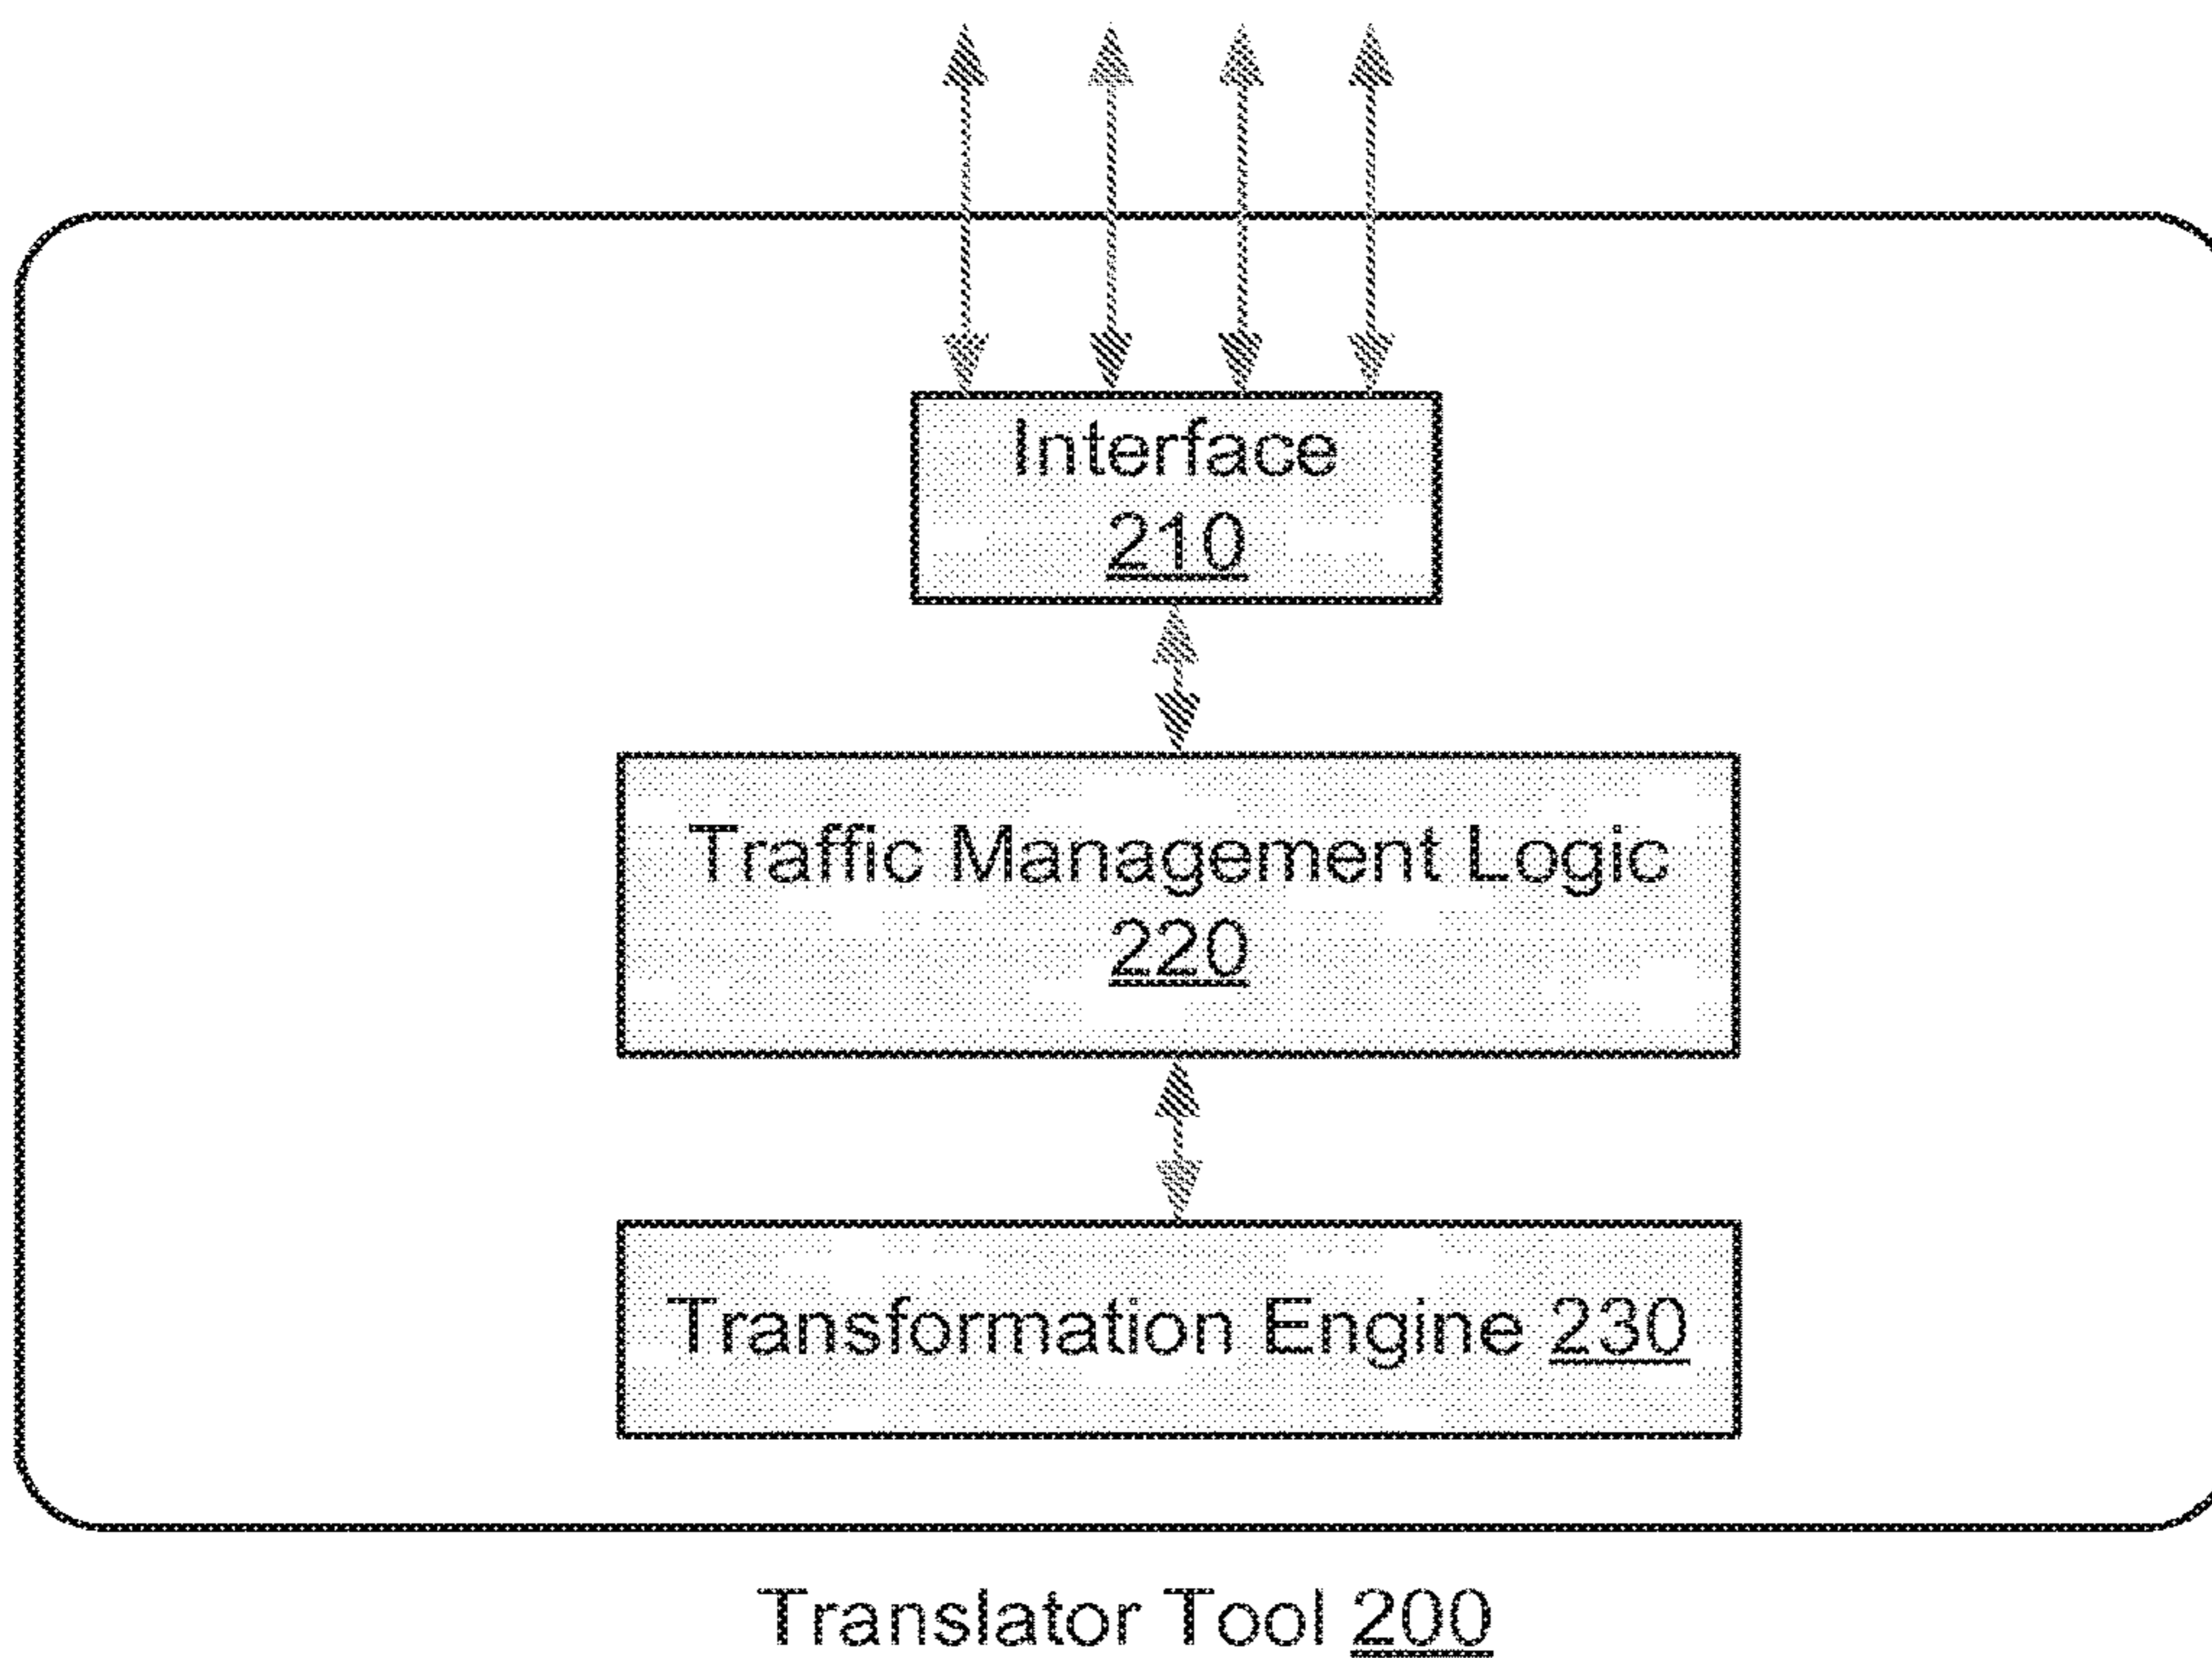 Interface
210
Traffic Management Logic
220
Transformation Engine 230
Translator Tool 200